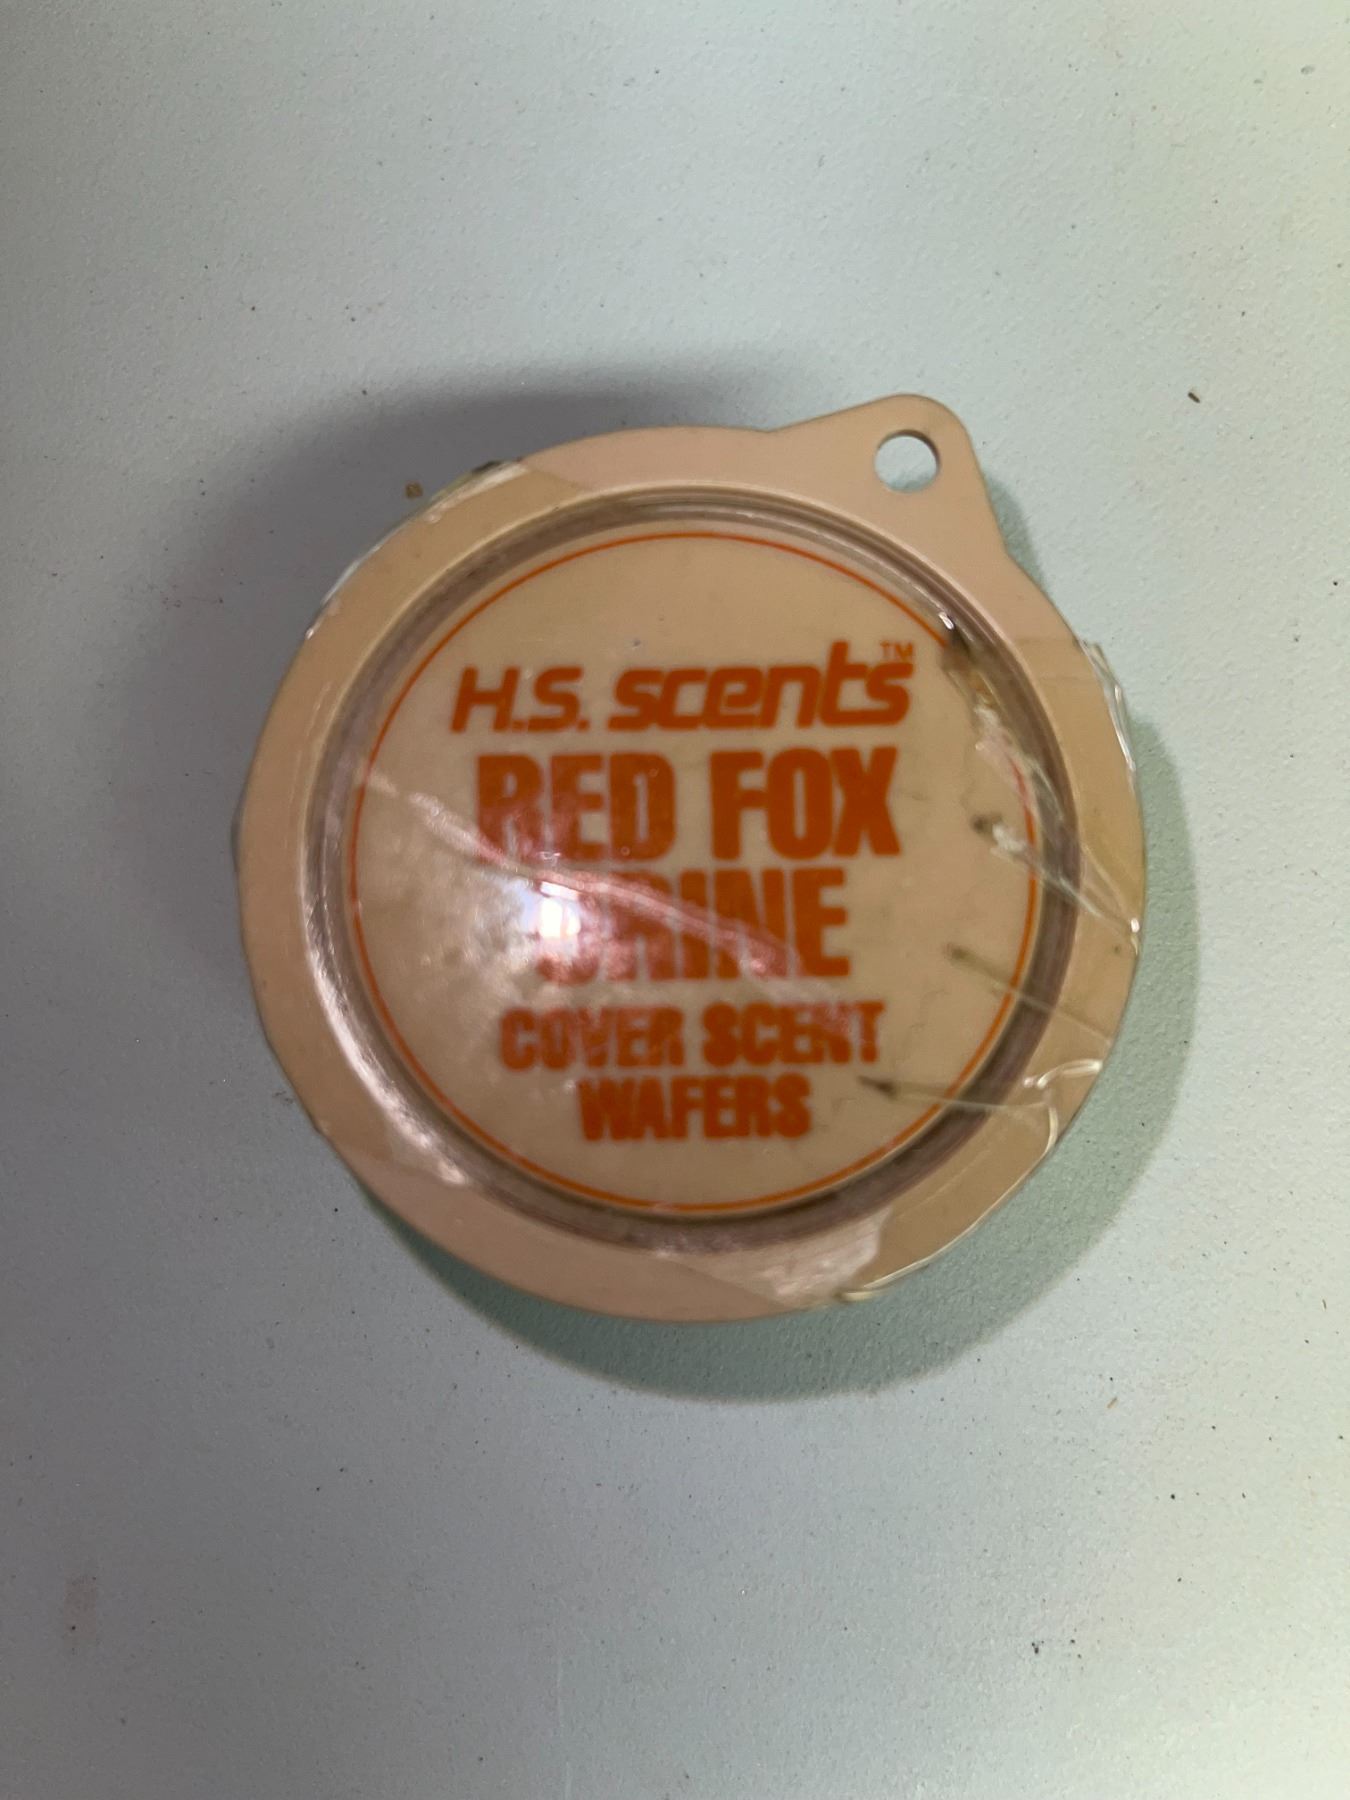 H.S. scents™
RED FOX
URINE
COVER SCENT
WAFERS